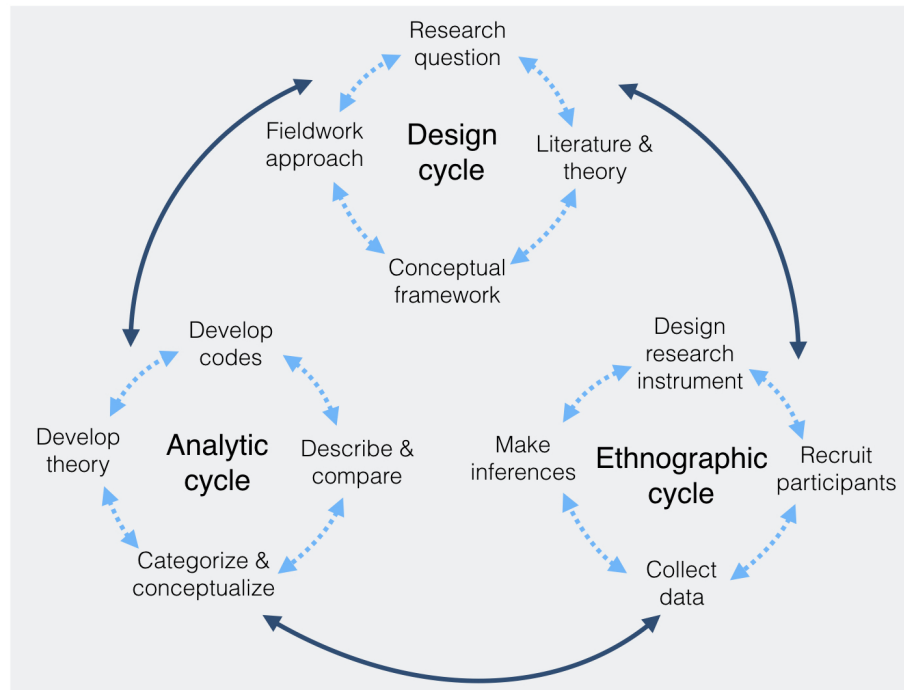 Research
question
Fieldwork
approach
Design
cycle
Literature &
theory
Conceptual
framework
Develop
codes
Develop
theory
Analytic
cycle
Describe &
compare
Categorize &
conceptualize
Design
research
instrument
Make
inferences
Ethnographic
cycle
Recruit
participants
Collect
data